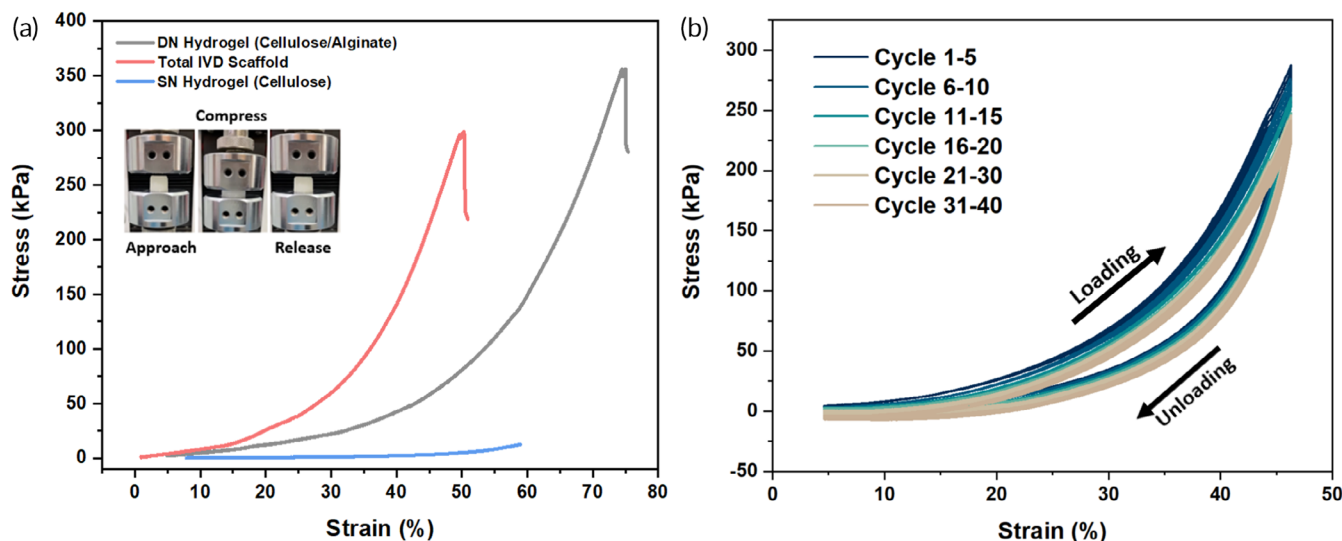 (a)
400
350
300
250
200
150
100
50
0
Stress (kPa)
DN Hydrogel (Cellulose/Alginate)
Total IVD Scaffold
SN Hydrogel (Cellulose)
Compress
Approach
Release
0 10 20 30 40 50 60 70 80
Strain (%)
(b)
300
250
200
150
100
50
0
-50
Stress (kPa)
Cycle 1-5
Cycle 6-10
Cycle 11-15
Cycle 16-20
Cycle 21-30
Cycle 31-40
Loading
Unloading
0 10 20 30 40 50
Strain (%)